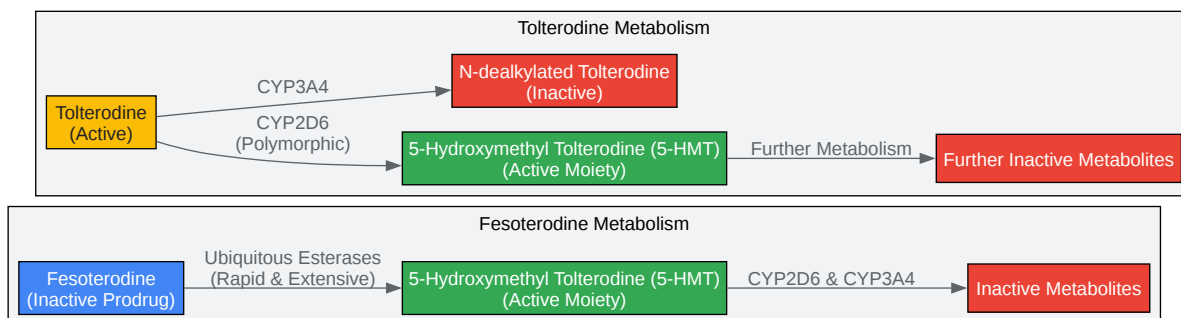 Tolterodine Metabolism
CYP3A4
N-dealkylated Tolterodine
(Inactive)
Tolterodine
(Active)
CYP2D6
(Polymorphic)
5-Hydroxymethyl Tolterodine (5-HMT)
(Active Moiety)
Further Metabolism
Further Inactive Metabolites
Fesoterodine Metabolism
Fesoterodine
(Inactive Prodrug)
Ubiquitous Esterases
(Rapid & Extensive)
5-Hydroxymethyl Tolterodine (5-HMT)
(Active Moiety)
CYP2D6 & CYP3A4
Inactive Metabolites